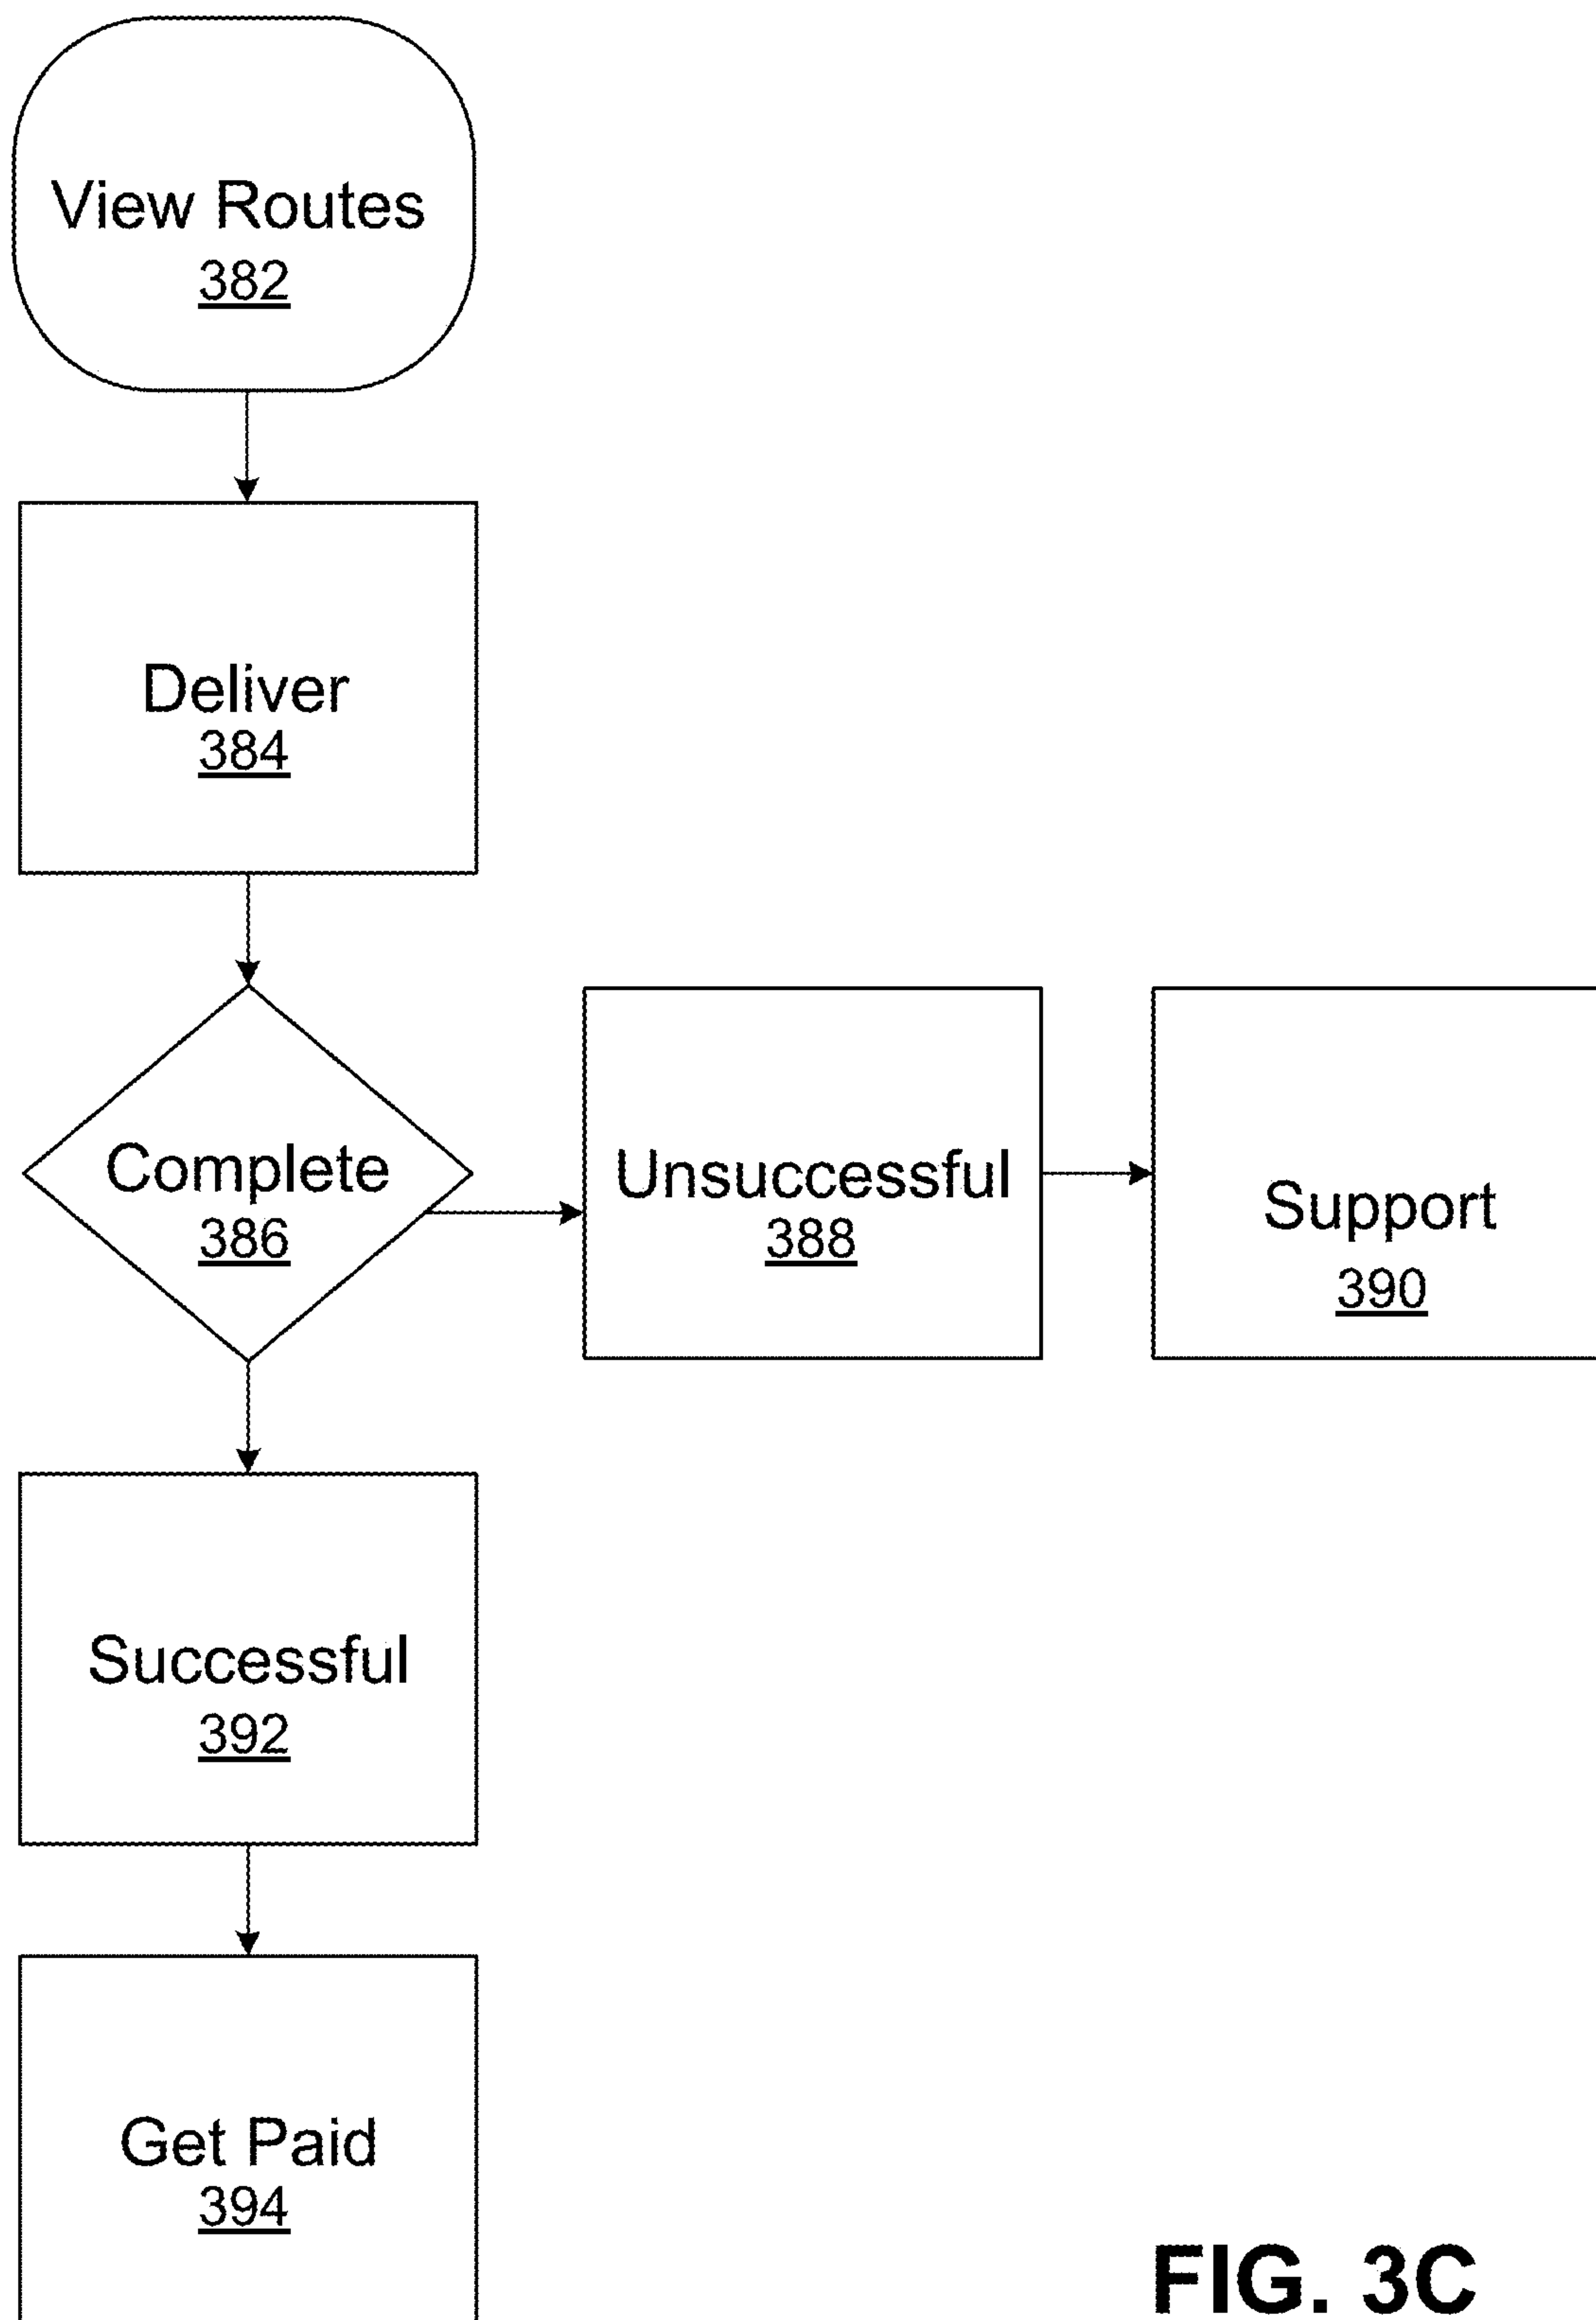 View Routes
382
Deliver
384
Complete
386
Unsuccessful
388
Support
390
Successful
392
Get Paid
394
FIG. 3C